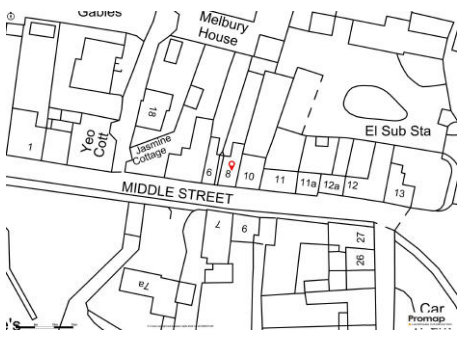 Gables
Melbury
House
18
El Sub Sta
1
Yeo
Cott
Jasmine
Cottage
6
8
10
11
11a
12a
12
13
MIDDLE STREET
7
9
27
26
7a
Car
Promap
e's